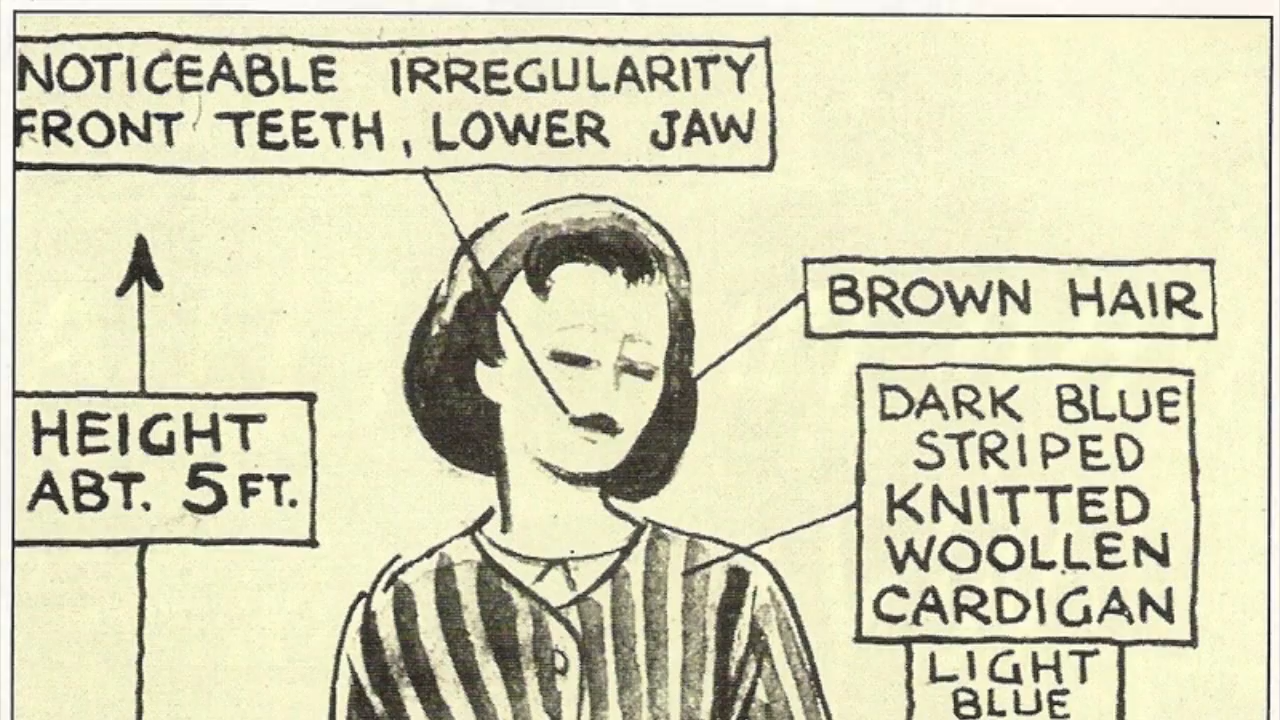 NOTICEABLE IRREGULARITY
FRONT TEETH, LOWER JAW
BROWN HAIR
HEIGHT
ABT. 5FT.
DARK BLUE
STRIPED
KNITTED
WOOLLEN
CARDIGAN
LIGHT
BLUE